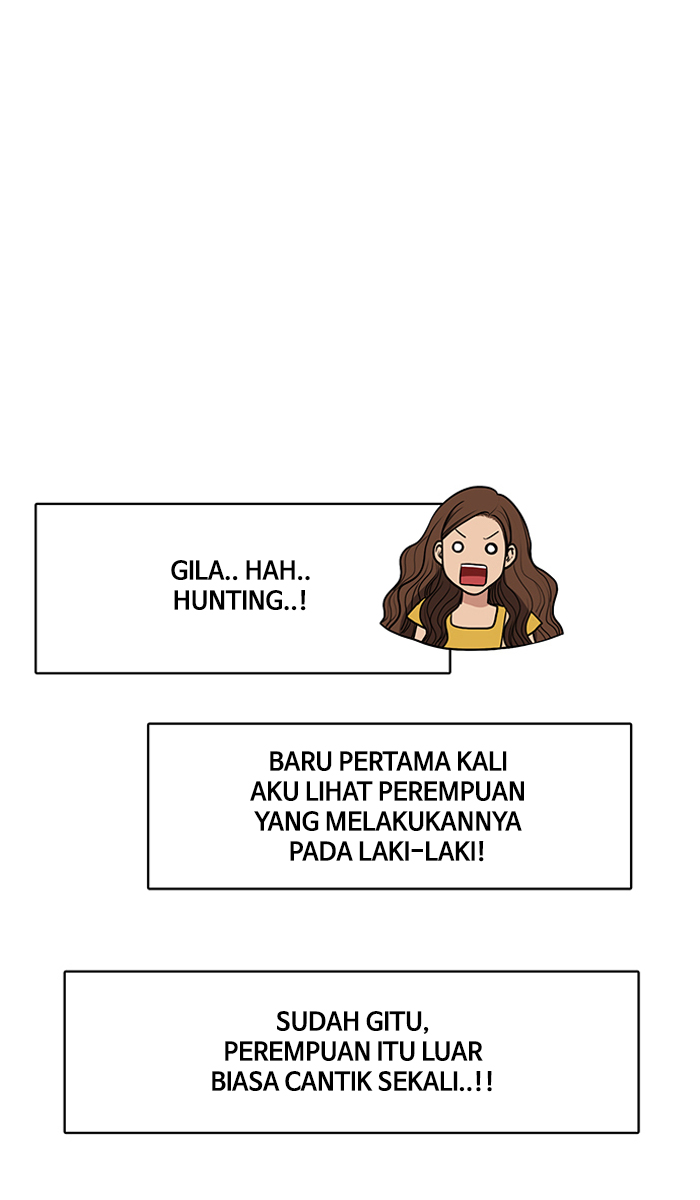 GILA.. HAH..
HUNTING..!
BARU PERTAMA KALI
AKU LIHAT PEREMPUAN
YANG MELAKUKANNYA
PADA LAKI-LAKI!
SUDAH GITU,
PEREMPUAN ITU LUAR
BIASA CANTIK SEKALI..!!